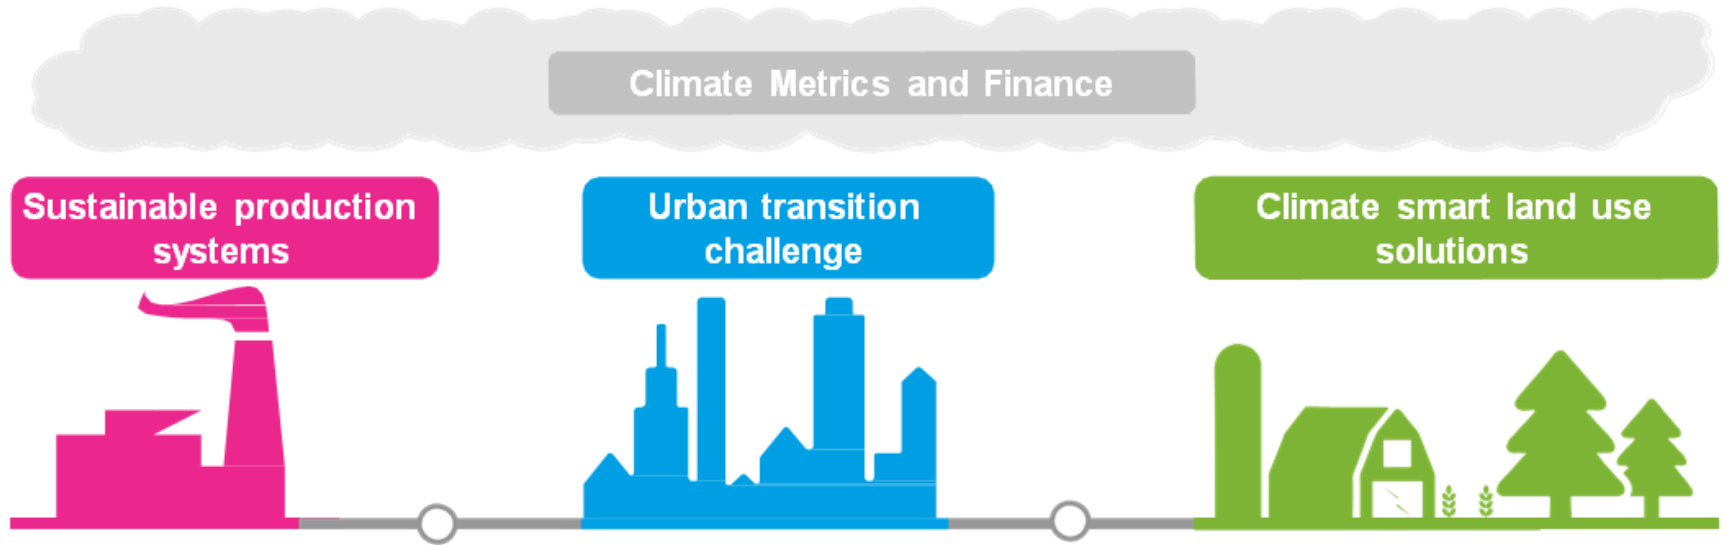 Climate Metrics and Finance
Sustainable production
systems
Urban transition
challenge
Climate smart land use
solutions